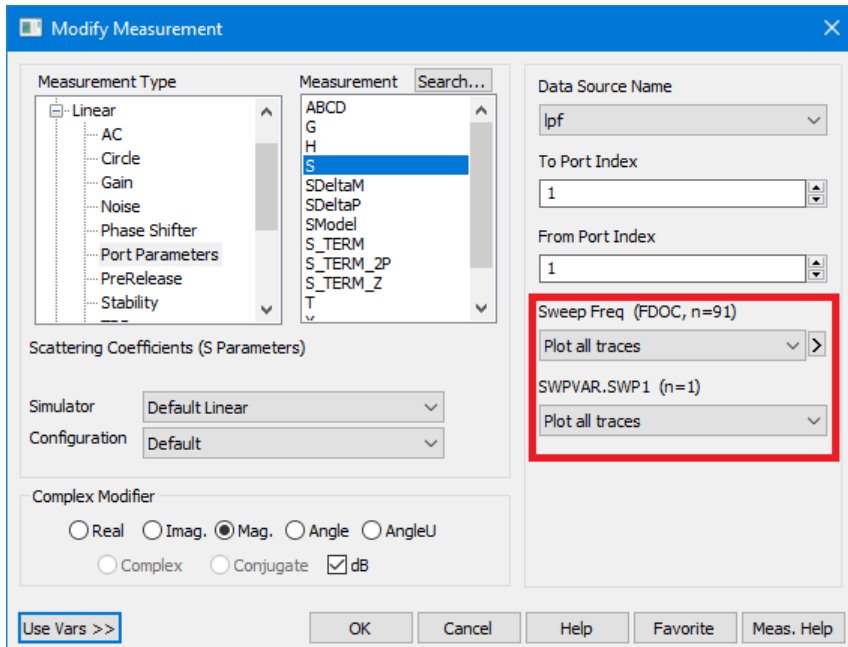 Modify Measurement
Measurement Type
Linear
AC
Circle
Gain
Noise
Phase Shifter
Port Parameters
PreRelease
Stability
Measurement
Search...
ABCD
G
H
S
SDeltaM
SDeltaP
SModel
S_TERM
S_TERM_2P
S_TERM_Z
T
Scattering Coefficients (S Parameters)
Simulator
Default Linear
Configuration
Default
Complex Modifier
Real Imag. Mag. Angle AngleU
Complex Conjugate dB
Data Source Name
lpf
To Port Index
1
From Port Index
1
Sweep Freq (FDOC, n=91)
Plot all traces
>
SWPVAR.SWP1 (n=1)
Plot all traces
Use Vars >>
OK
Cancel
Help
Favorite
Meas. Help